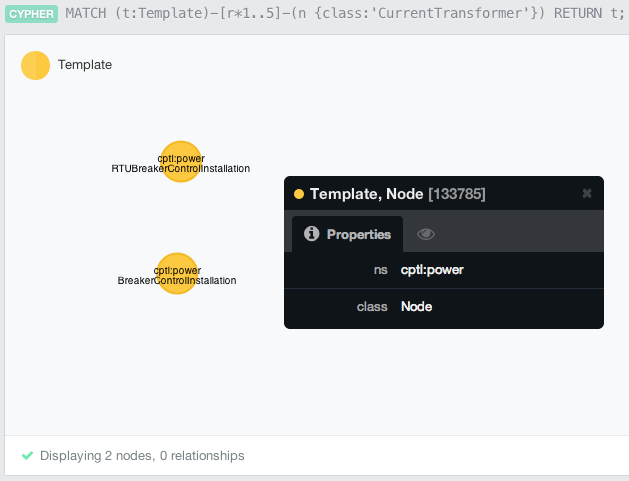 CYPHER MATCH (t:Template)-[r*1..5]-(n {class:'CurrentTransformer'}) RETURN t;
Template
cptl:power
RTUBreakerControlInstallation
cptl:power
BreakerControlInstallation
Template, Node [133785]
Properties
ns cptl:power
class Node
Displaying 2 nodes, 0 relationships